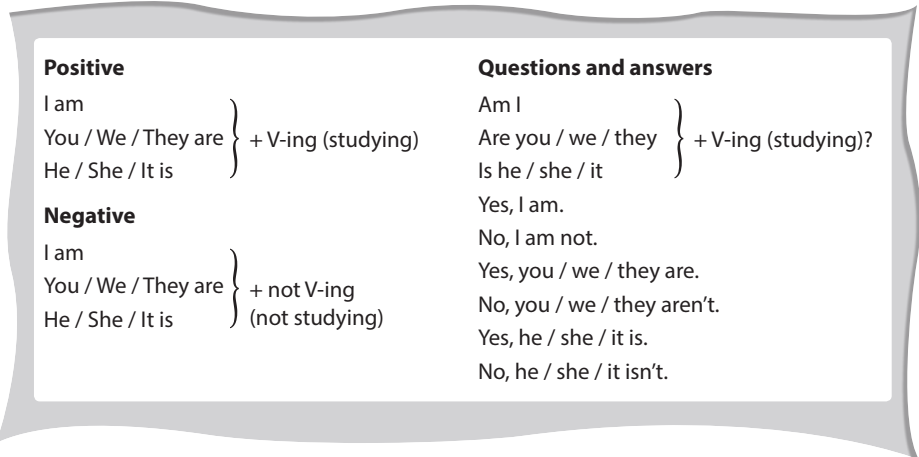 Positive
I am
You / We / They are
He / She / It is
+ V-ing (studying)
Negative
I am
You / We / They are
He / She / It is
+ not V-ing
(not studying)
Questions and answers
Am I
Are you / we / they
Is he / she / it
+ V-ing (studying)?
Yes, I am.
No, I am not.
Yes, you / we / they are.
No, you / we / they aren't.
Yes, he / she / it is.
No, he / she / it isn't.